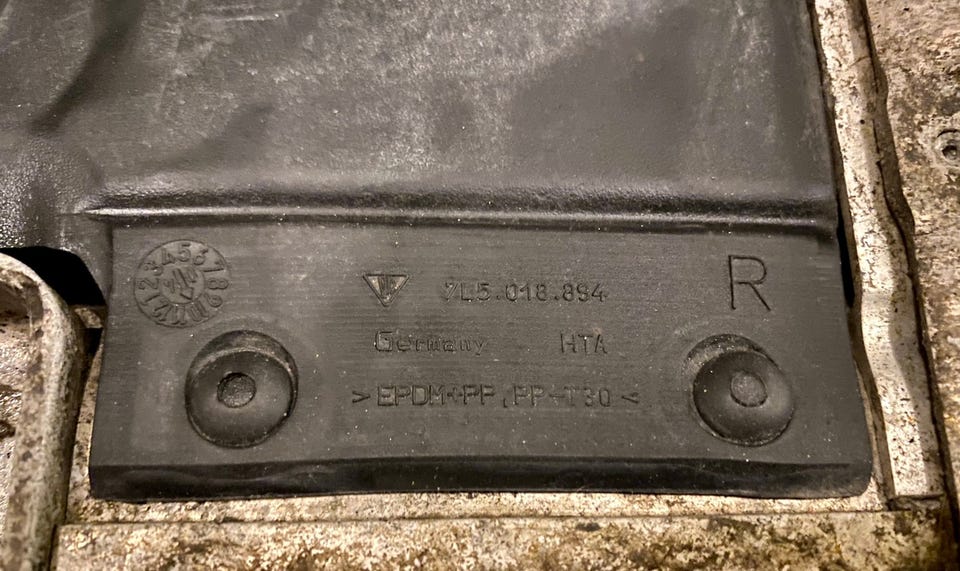 7L5.018.894 R
Germany HTA
>EPDM+PP,PP-T30<